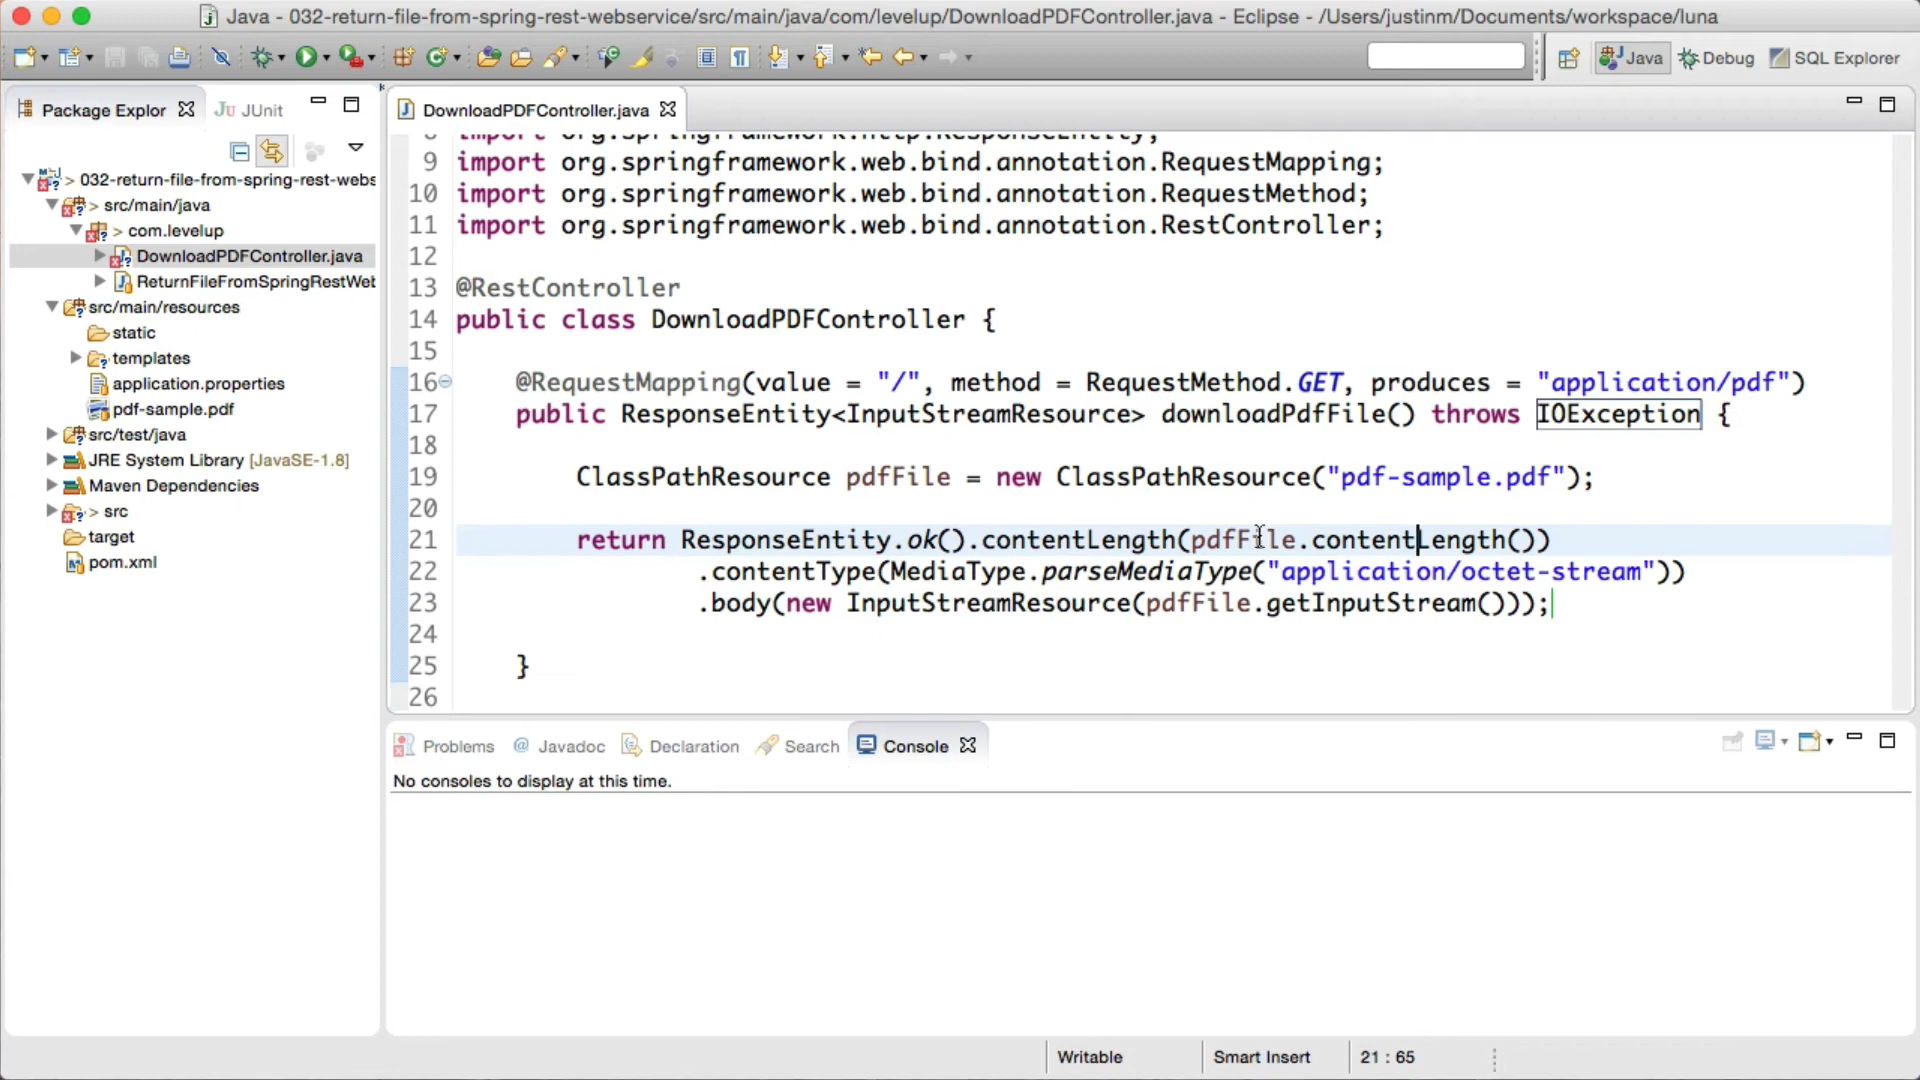 Java - 032-return-file-from-spring-rest-webservice/src/main/java/com/levelup/DownloadPDFController.java - Eclipse - /Users/justinm/Documents/workspace/luna
Java
Debug
SQL Explorer
Package Explor
JUnit
> 032-return-file-from-spring-rest-webs
> src/main/java
> com.levelup
DownloadPDFController.java
ReturnFileFromSpringRestWeb
src/main/resources
static
templates
application.properties
pdf-sample.pdf
src/test/java
JRE System Library [JavaSE-1.8]
Maven Dependencies
> src
target
pom.xml
DownloadPDFController.java
8 import org.springframework.http.ResponseEntity;
9 import org.springframework.web.bind.annotation.RequestMapping;
10 import org.springframework.web.bind.annotation.RequestMethod;
11 import org.springframework.web.bind.annotation.RestController;
12
13 @RestController
14 public class DownloadPDFController {
15
16 @RequestMapping(value = "/", method = RequestMethod.GET, produces = "application/pdf")
17 public ResponseEntity<InputStreamResource> downloadPdfFile() throws IOException {
18
19 ClassPathResource pdfFile = new ClassPathResource("pdf-sample.pdf");
20
21 return ResponseEntity.ok().contentLength(pdfFile.contentLength())
22 .contentType(MediaType.parseMediaType("application/octet-stream"))
23 .body(new InputStreamResource(pdfFile.getInputStream()));
24
25 }
26
Problems
@ Javadoc
Declaration
Search
Console
No consoles to display at this time.
Writable
Smart Insert
21 : 65